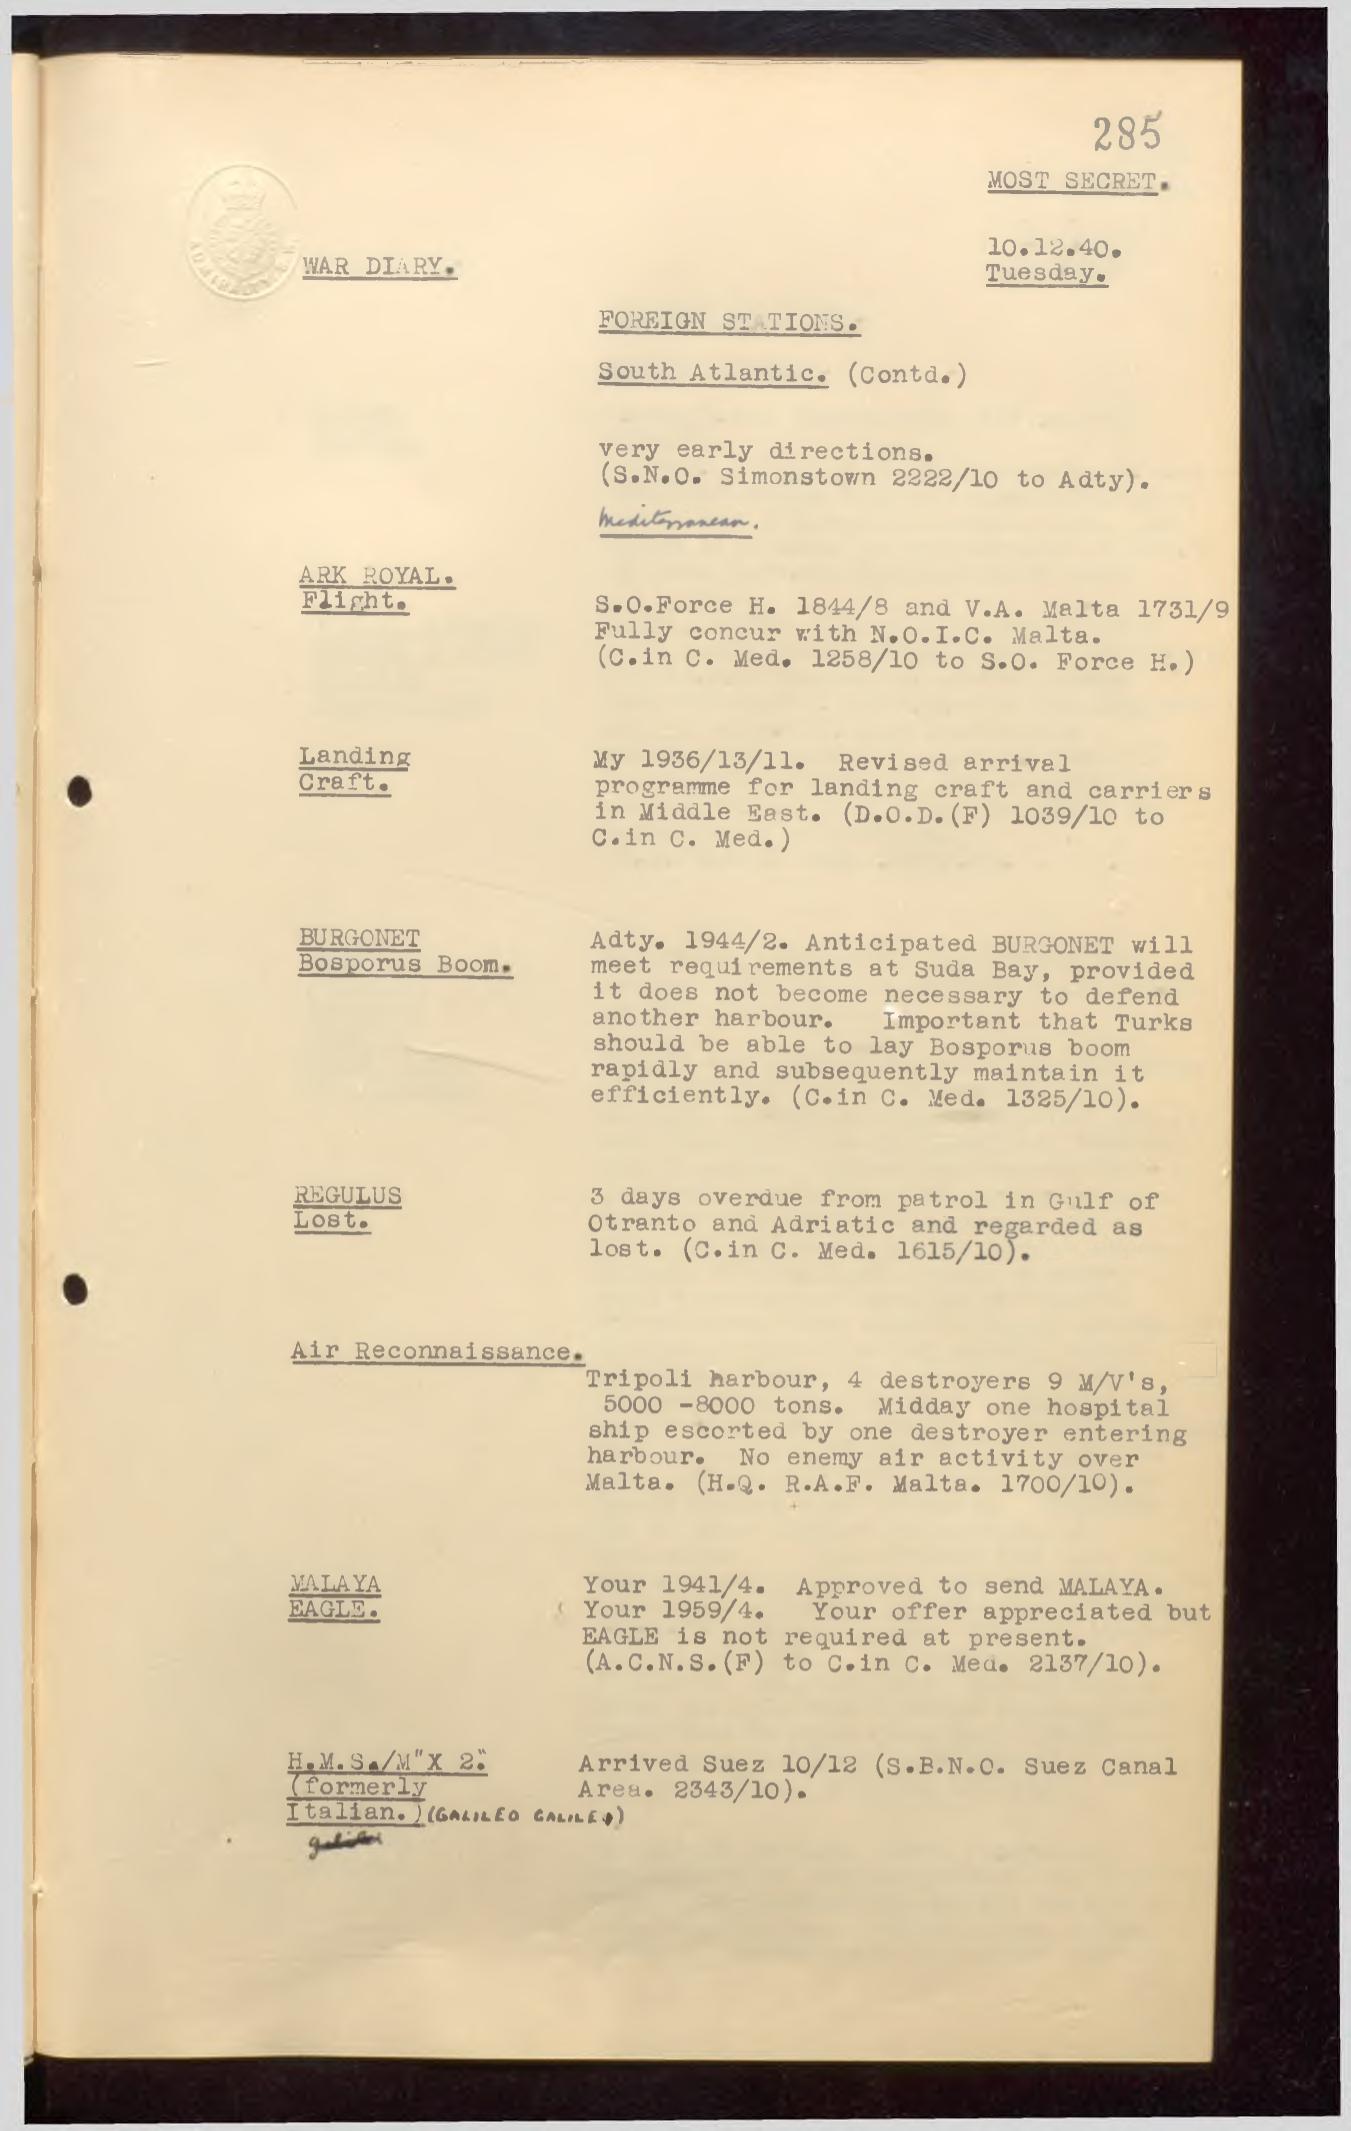 285
MOST SECRET.
10.12.40.
Tuesday.
WAR DIARY.
FOREIGN STATIONS.
South Atlantic. (Contd.)
very early directions.
(S.N.O. Simonstown 2222/10 to Adty).
Mediterranean.
ARK ROYAL.
Flight.
S.O.Force H. 1844/8 and V.A. Malta 1731/9
Fully concur with N.O.I.C. Malta.
(C.in C. Med. 1258/10 to S.O. Force H.)
Landing
Craft.
My 1936/13/11. Revised arrival
programme for landing craft and carriers
in Middle East. (D.O.D.(F) 1039/10 to
C.in C. Med.)
BURGONET
Bosporus Boom.
Adty. 1944/2. Anticipated BURGONET will
meet requirements at Suda Bay, provided
it does not become necessary to defend
another harbour. Important that Turks
should be able to lay Bosporus boom
rapidly and subsequently maintain it
efficiently. (C.in C. Med. 1325/10).
REGULUS
Lost.
3 days overdue from patrol in Gulf of
Otranto and Adriatic and regarded as
lost. (C.in C. Med. 1615/10).
Air Reconnaissance.
Tripoli harbour, 4 destroyers 9 M/V's,
5000 -8000 tons. Midday one hospital
ship escorted by one destroyer entering
harbour. No enemy air activity over
Malta. (H.Q. R.A.F. Malta. 1700/10).
MALAYA
EAGLE.
Your 1941/4. Approved to send MALAYA.
Your 1959/4. Your offer appreciated but
EAGLE is not required at present.
(A.C.N.S.(F) to C.in C. Med. 2137/10).
H.M.S./M"X 2".
(formerly
Italian.)(GALILEO GALILEO)
Arrived Suez 10/12 (S.B.N.O. Suez Canal
Area. 2343/10).